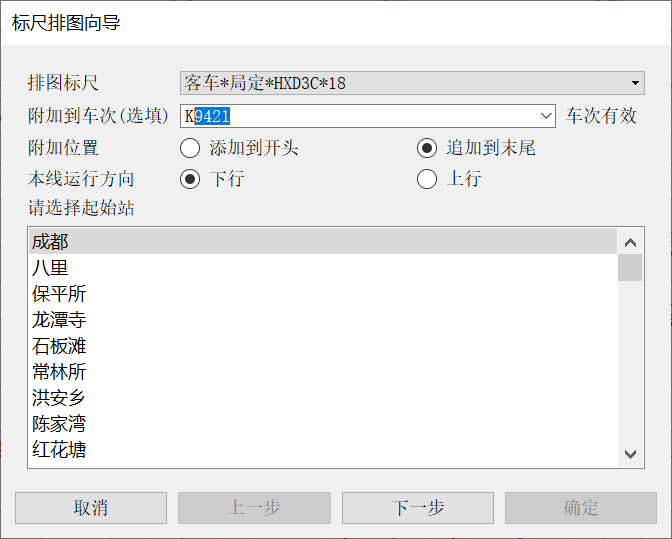 标尺排图向导
排图标尺 客车*局定*HXD3C*18
附加到车次(选填) K9421 车次有效
附加位置 添加到开头 追加到末尾
本线运行方向 下行 上行
请选择起始站
成都
八里
保平所
龙潭寺
石板滩
常林所
洪安乡
陈家湾
红花塘
取消 上一步 下一步 确定